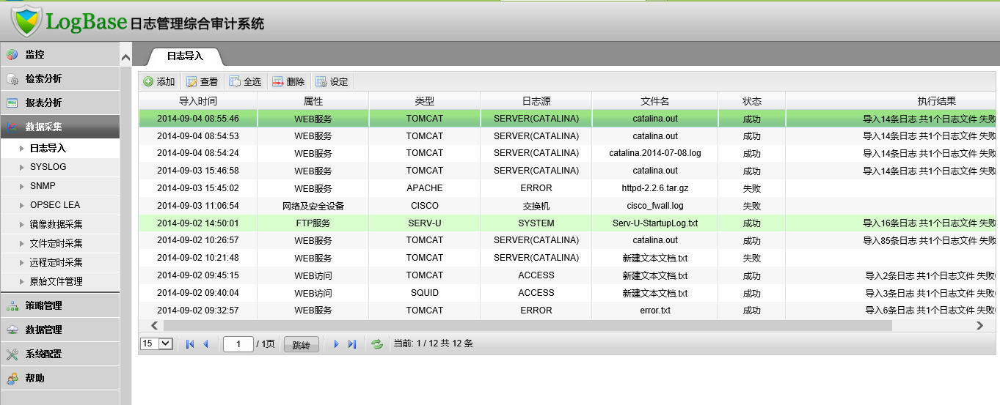 LogBase 日志管理综合审计系统
监控
检索分析
报表分析
数据采集
日志导入
SYSLOG
SNMP
OPSEC LEA
镜像数据采集
文件定时采集
远程定时采集
原始文件管理
策略管理
数据管理
系统配置
帮助
日志导入
添加 查看 全选 删除 设定
导入时间 属性 类型 日志源 文件名 状态 执行结果
2014-09-04 08:55:46 WEB服务 TOMCAT SERVER(CATALINA) catalina.out 成功 导入14条日志 共1个日志文件 失败
2014-09-04 08:54:53 WEB服务 TOMCAT SERVER(CATALINA) catalina.out 成功 导入14条日志 共1个日志文件 失败
2014-09-04 08:54:24 WEB服务 TOMCAT SERVER(CATALINA) catalina.2014-07-08.log 成功 导入14条日志 共1个日志文件 失败
2014-09-03 15:46:58 WEB服务 TOMCAT SERVER(CATALINA) catalina.out 成功 导入14条日志 共1个日志文件 失败
2014-09-03 15:45:02 WEB服务 APACHE ERROR httpd-2.2.6.tar.gz 失败
2014-09-03 11:06:54 网络及安全设备 CISCO 交换机 cisco_fwall.log 失败
2014-09-02 14:50:01 FTP服务 SERV-U SYSTEM Serv-U-StartupLog.txt 成功 导入16条日志 共1个日志文件 失败
2014-09-02 10:26:57 WEB服务 TOMCAT SERVER(CATALINA) catalina.out 成功 导入85条日志 共1个日志文件 失败
2014-09-02 10:21:48 WEB服务 TOMCAT SERVER(CATALINA) 新建文本文档.txt 失败
2014-09-02 09:45:15 WEB访问 TOMCAT ACCESS 新建文本文档.txt 成功 导入2条日志 共1个日志文件 失败
2014-09-02 09:40:04 WEB访问 SQUID ACCESS 新建文本文档.txt 成功 导入3条日志 共1个日志文件 失败
2014-09-02 09:32:57 WEB服务 TOMCAT ERROR error.txt 成功 导入6条日志 共1个日志文件 失败
15 1 / 1页 跳转 当前: 1 / 12 共 12 条